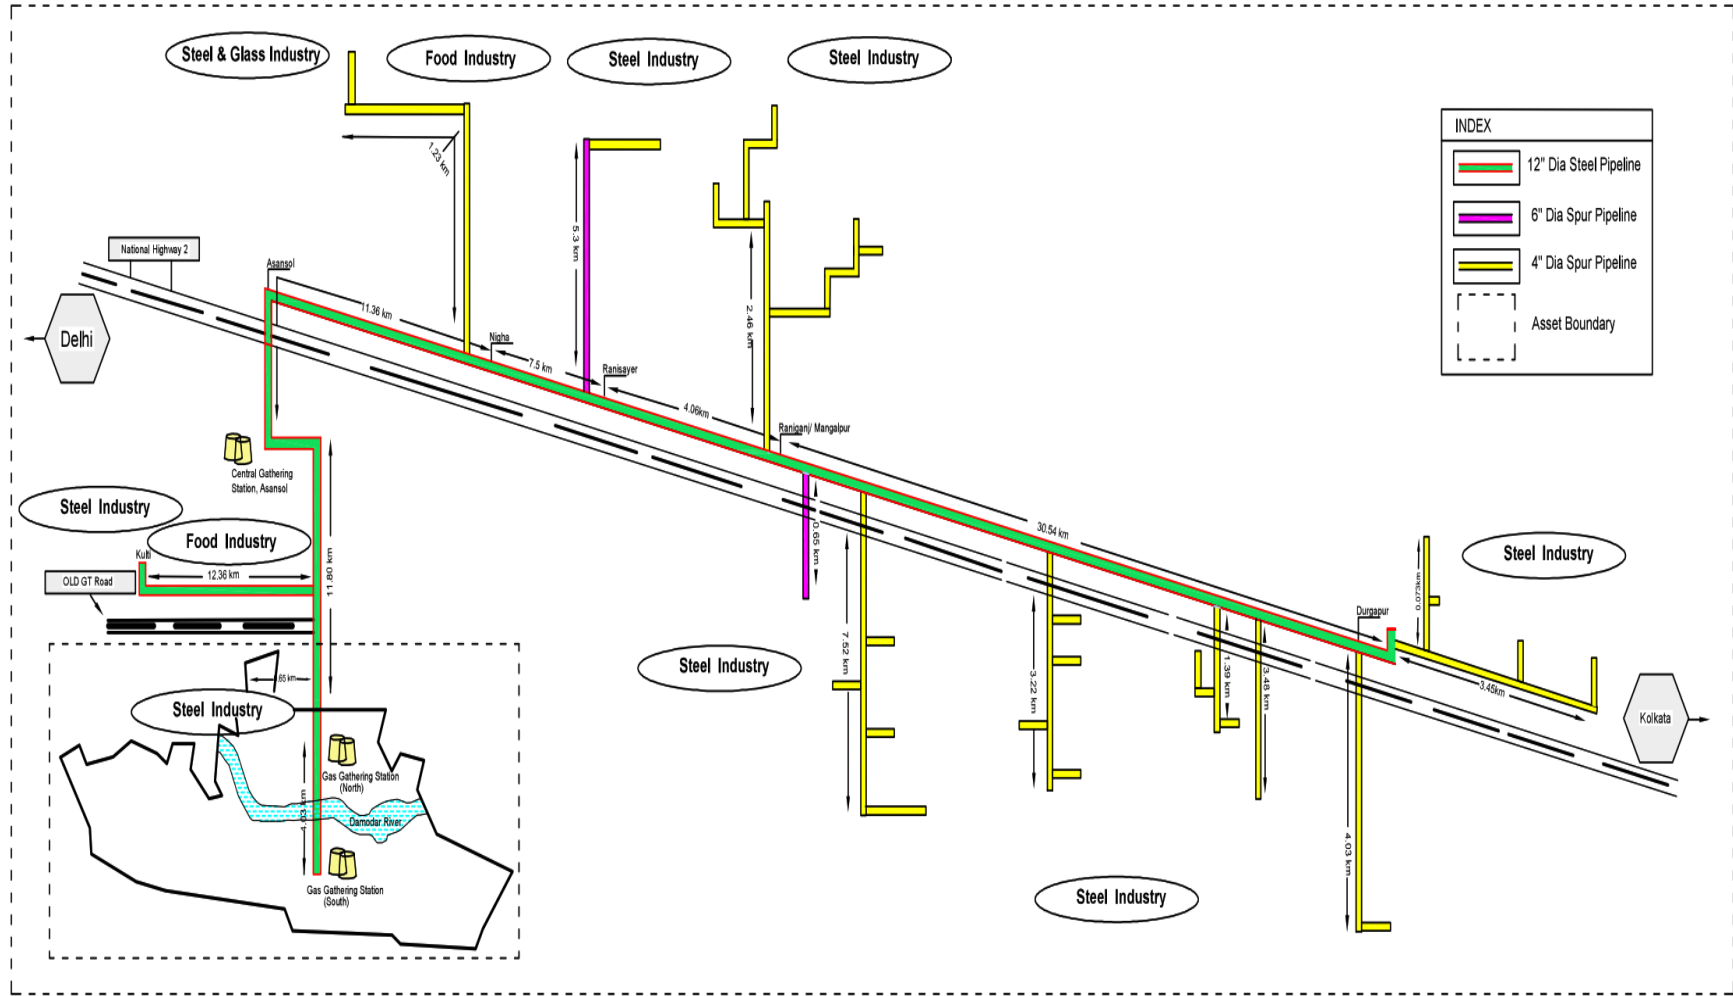 Steel & Glass Industry
Food Industry
Steel Industry
Steel Industry
INDEX
12" Dia Steel Pipeline
6" Dia Spur Pipeline
4" Dia Spur Pipeline
Asset Boundary
1.23 km
5.3 km
National Highway 2
Asansol
11.36 km
Nigha
7.5 km
Ranisayer
4.06km
2.46 km
Raniganj/ Mangalpur
Delhi
Central Gathering
Station, Asansol
Steel Industry
Food Industry
Kulti
12.36 km
OLD GT Road
11.80 km
0.65 km
30.54 km
Steel Industry
0.073km
Durgapur
7.52 km
Steel Industry
3.22 km
1.39 km
3.48 km
3.45km
Kolkata
Steel Industry
Gas Gathering Station
(North)
4.03 km
Damodar River
Gas Gathering Station
(South)
4.03 km
Steel Industry